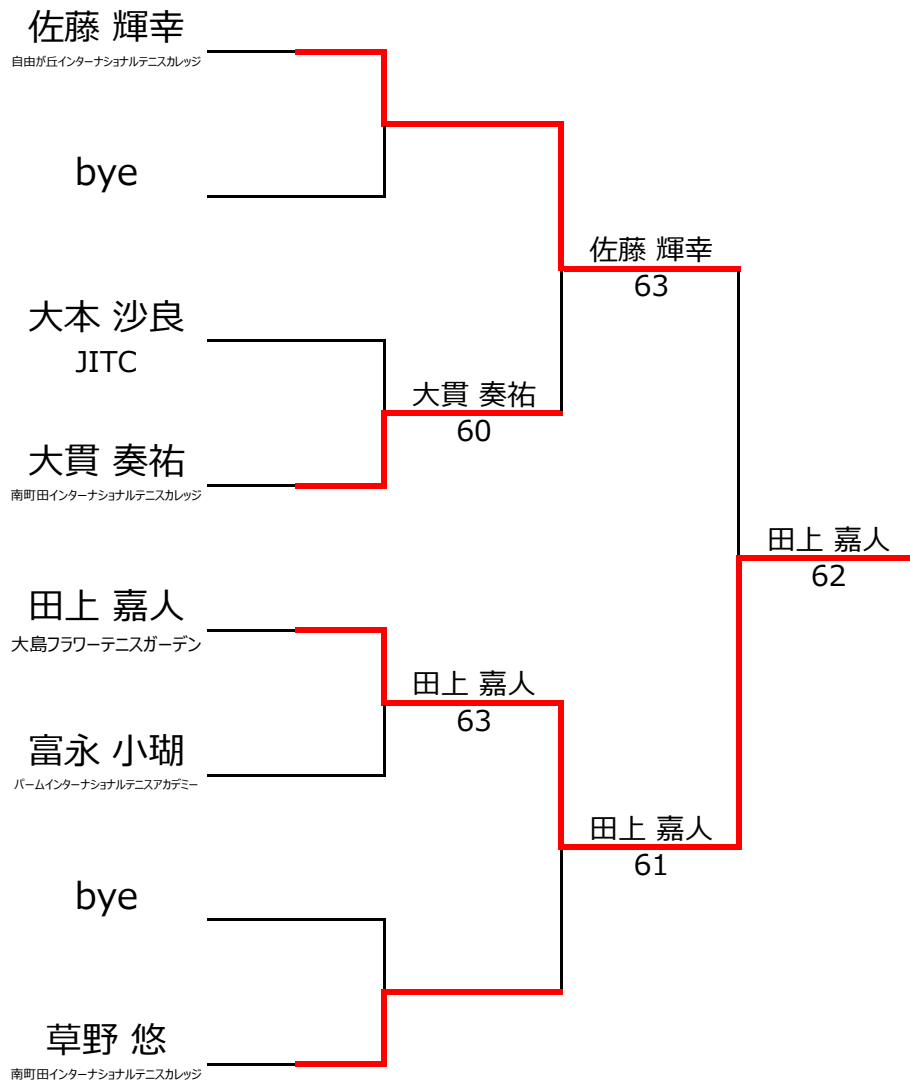 佐藤 輝幸
自由が丘インターナショナルテニスカレッジ
bye
佐藤 輝幸
63
大本 沙良
JITC
大貫 奏祐
60
大貫 奏祐
南町田インターナショナルテニスカレッジ
田上 嘉人
62
田上 嘉人
大島フラワーテニスガーデン
田上 嘉人
63
富永 小瑚
パームインターナショナルテニスアカデミー
田上 嘉人
61
bye
草野 悠
南町田インターナショナルテニスカレッジ